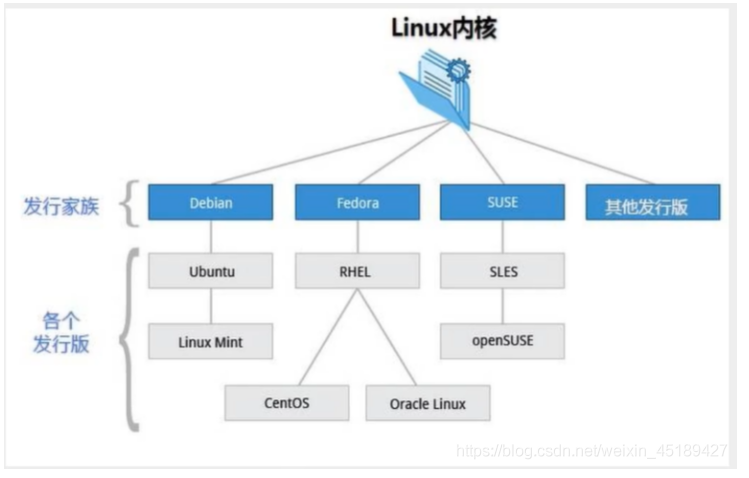 Linux内核
发行家族
Debian
Fedora
SUSE
其他发行版
各个
发行版
Ubuntu
RHEL
SLES
Linux Mint
openSUSE
CentOS
Oracle Linux
https://blog.csdn.net/weixin_45189427